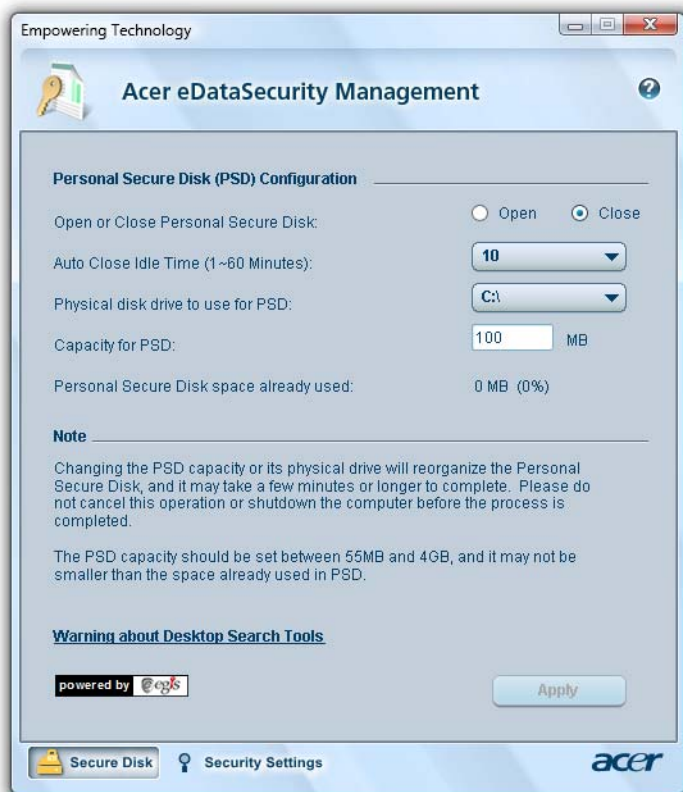 Empowering Technology
Acer eDataSecurity Management
Personal Secure Disk (PSD) Configuration
Open or Close Personal Secure Disk:
Open
Close
Auto Close Idle Time (1~60 Minutes):
10
Physical disk drive to use for PSD:
C:\
Capacity for PSD:
100
MB
Personal Secure Disk space already used:
0 MB (0%)
Note
Changing the PSD capacity or its physical drive will reorganize the Personal
Secure Disk, and it may take a few minutes or longer to complete. Please do
not cancel this operation or shutdown the computer before the process is
completed.
The PSD capacity should be set between 55MB and 4GB, and it may not be
smaller than the space already used in PSD.
Warning about Desktop Search Tools
powered by egis
Apply
Secure Disk
Security Settings
acer